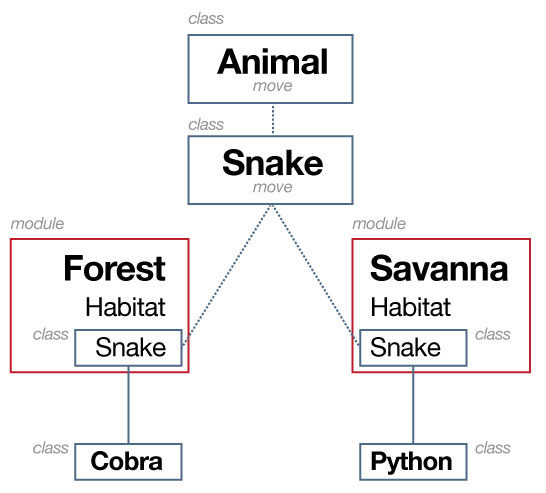 class
Animal
move
class
Snake
move
module
Forest
Habitat
class Snake
class Cobra
module
Savanna
Habitat
Snake class
Python class